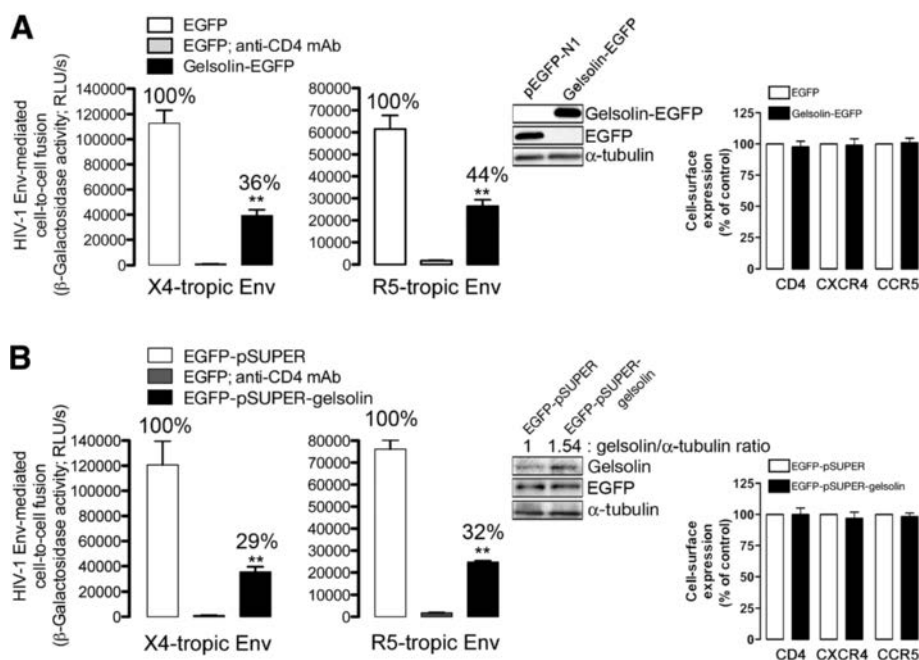 A
EGFP
EGFP; anti-CD4 mAb
Gelsolin-EGFP
HIV-1 Env-mediated
cell-to-cell fusion
(β-Galactosidase activity; RLU/s)
140000
120000
100000
80000
60000
40000
20000
0
100%
36%
**
X4-tropic Env
80000
70000
60000
50000
40000
30000
20000
10000
0
100%
44%
**
R5-tropic Env
pEGFP-N1
Gelsolin-EGFP
Gelsolin-EGFP
EGFP
α-tubulin
EGFP
Gelsolin-EGFP
Cell-surface
expression
(% of control)
125
100
75
50
25
0
CD4 CXCR4 CCR5
B
EGFP-pSUPER
EGFP; anti-CD4 mAb
EGFP-pSUPER-gelsolin
HIV-1 Env-mediated
cell-to-cell fusion
(β-Galactosidase activity; RLU/s)
140000
120000
100000
80000
60000
40000
20000
0
100%
29%
**
X4-tropic Env
80000
70000
60000
50000
40000
30000
20000
10000
0
100%
32%
**
R5-tropic Env
EGFP-pSUPER
EGFP-pSUPER-
gelsolin
1 1.54 : gelsolin/α-tubulin ratio
Gelsolin
EGFP
α-tubulin
EGFP-pSUPER
EGFP-pSUPER-gelsolin
Cell-surface
expression
(% of control)
125
100
75
50
25
0
CD4 CXCR4 CCR5